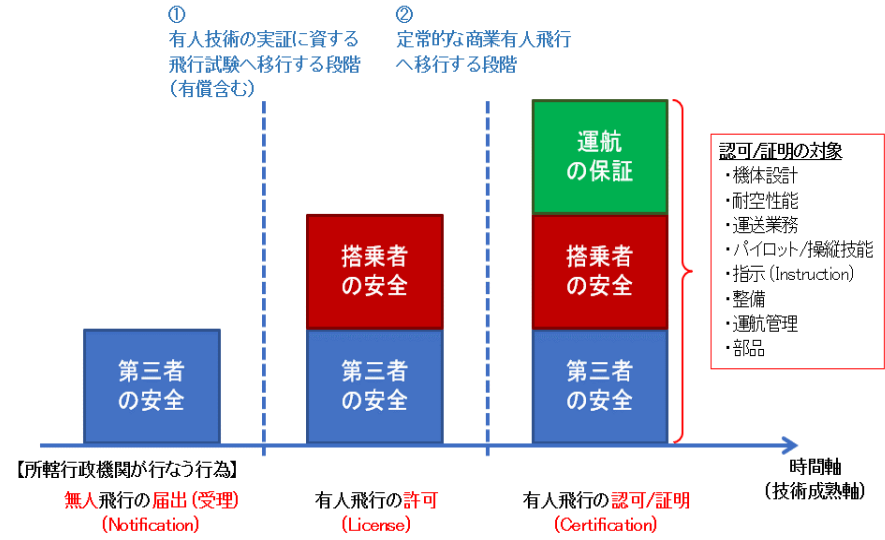 ①
有人技術の実証に資する
飛行試験へ移行する段階
(有償含む)
②
定常的な商業有人飛行
へ移行する段階
運航
の保証
搭乗者
の安全
搭乗者
の安全
第三者
の安全
第三者
の安全
第三者
の安全
認可/証明の対象
・機体設計
・耐空性能
・運送業務
・パイロット/操縦技能
・指示(Instruction)
・整備
・運航管理
・部品
時間軸
(技術成熟軸)
【所轄行政機関が行なう行為】
無人飛行の届出(受理)
(Notification)
有人飛行の許可
(License)
有人飛行の認可/証明
(Certification)